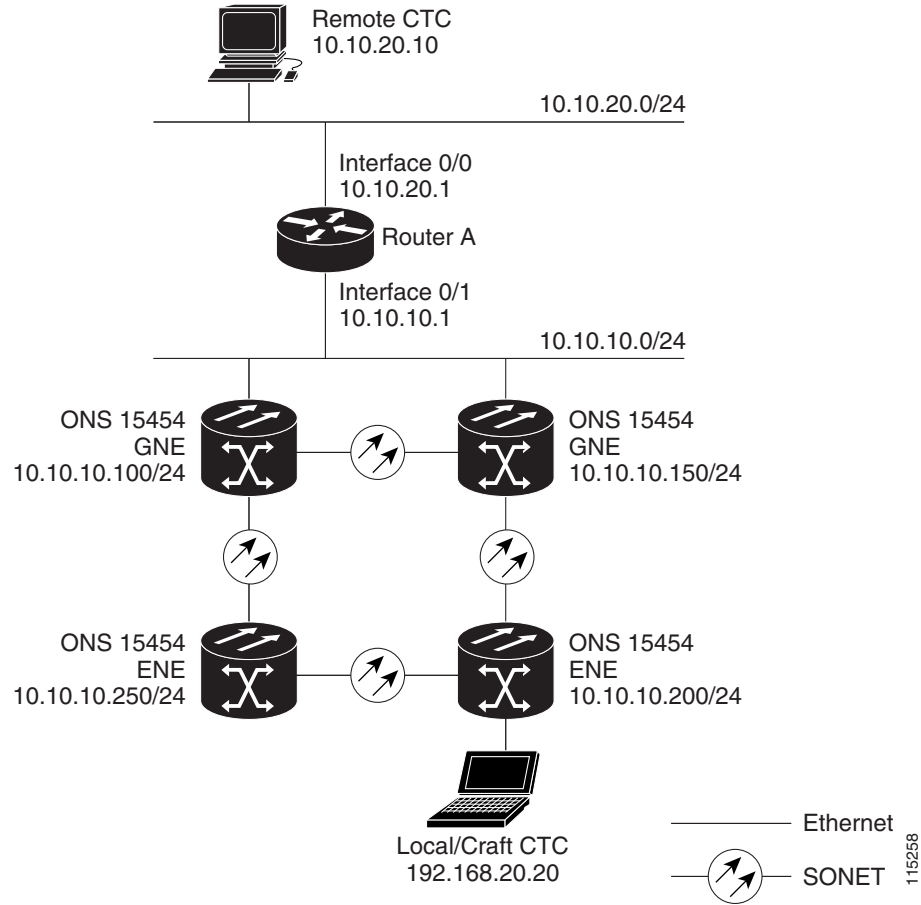 Remote CTC
10.10.20.10
10.10.20.0/24
Interface 0/0
10.10.20.1
Router A
Interface 0/1
10.10.10.1
10.10.10.0/24
ONS 15454
GNE
10.10.10.100/24
ONS 15454
GNE
10.10.10.150/24
ONS 15454
ENE
10.10.10.250/24
ONS 15454
ENE
10.10.10.200/24
Local/Craft CTC
192.168.20.20
Ethernet
SONET
115258